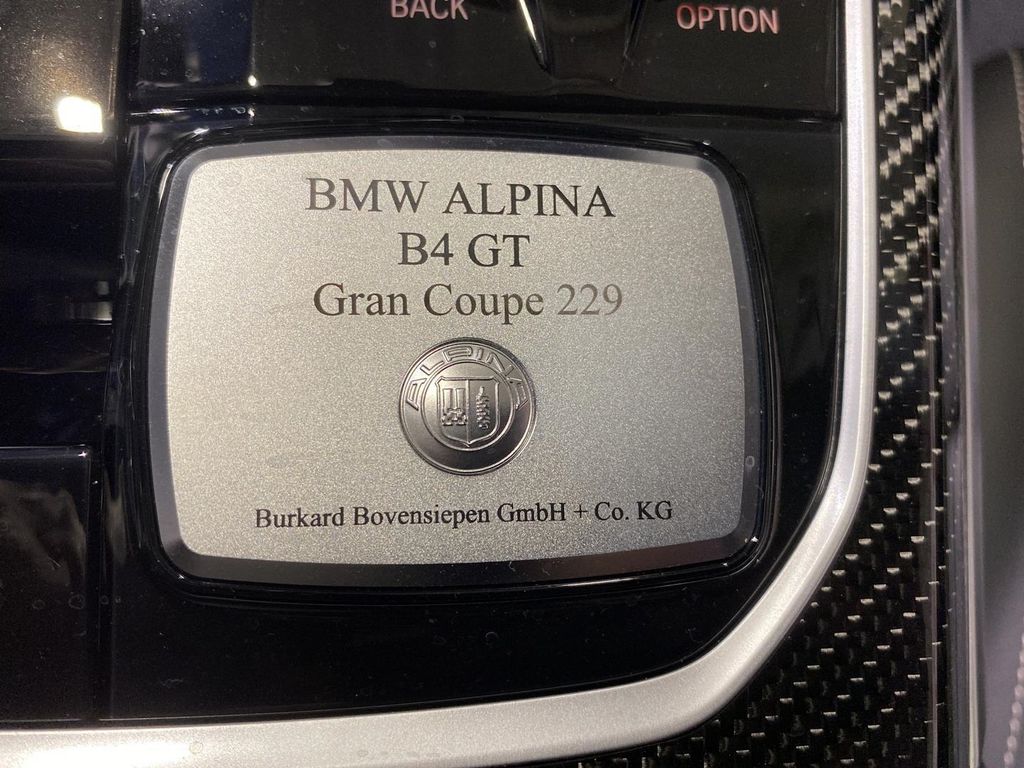 BACK
OPTION
BMW ALPINA
B4 GT
Gran Coupe 229
ALPINA
Burkard Bovensiepen GmbH + Co. KG